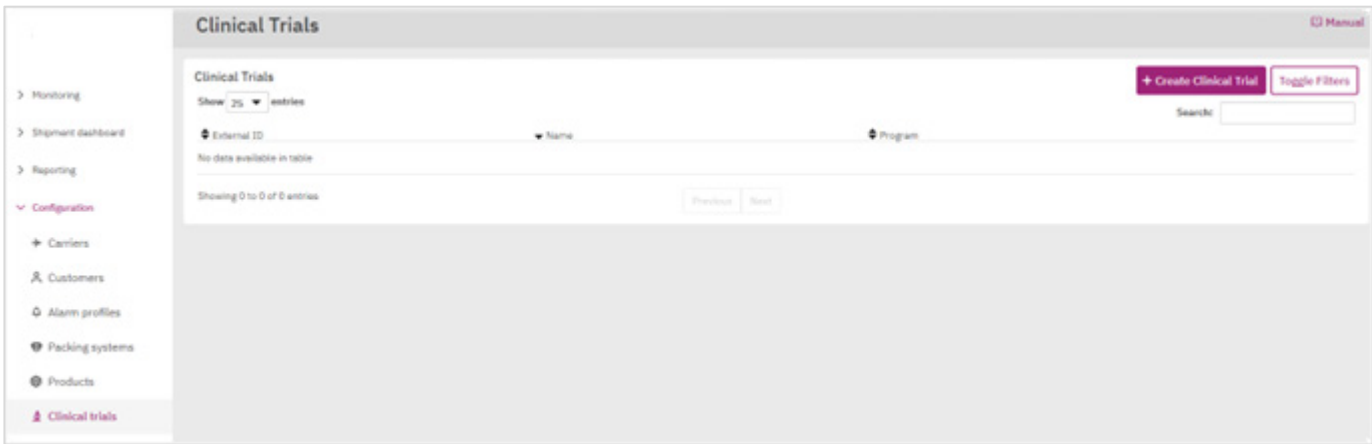 Clinical Trials
Manual
Monitoring
Shipment dashboard
Reporting
Configuration
Carriers
Customers
Alarm profiles
Packing systems
Products
Clinical trials
Clinical Trials
+ Create Clinical Trial
Toggle Filters
Show 25 entries
Search:
External ID
Name
Program
No data available in table
Showing 0 to 0 of 0 entries
Previous
Next